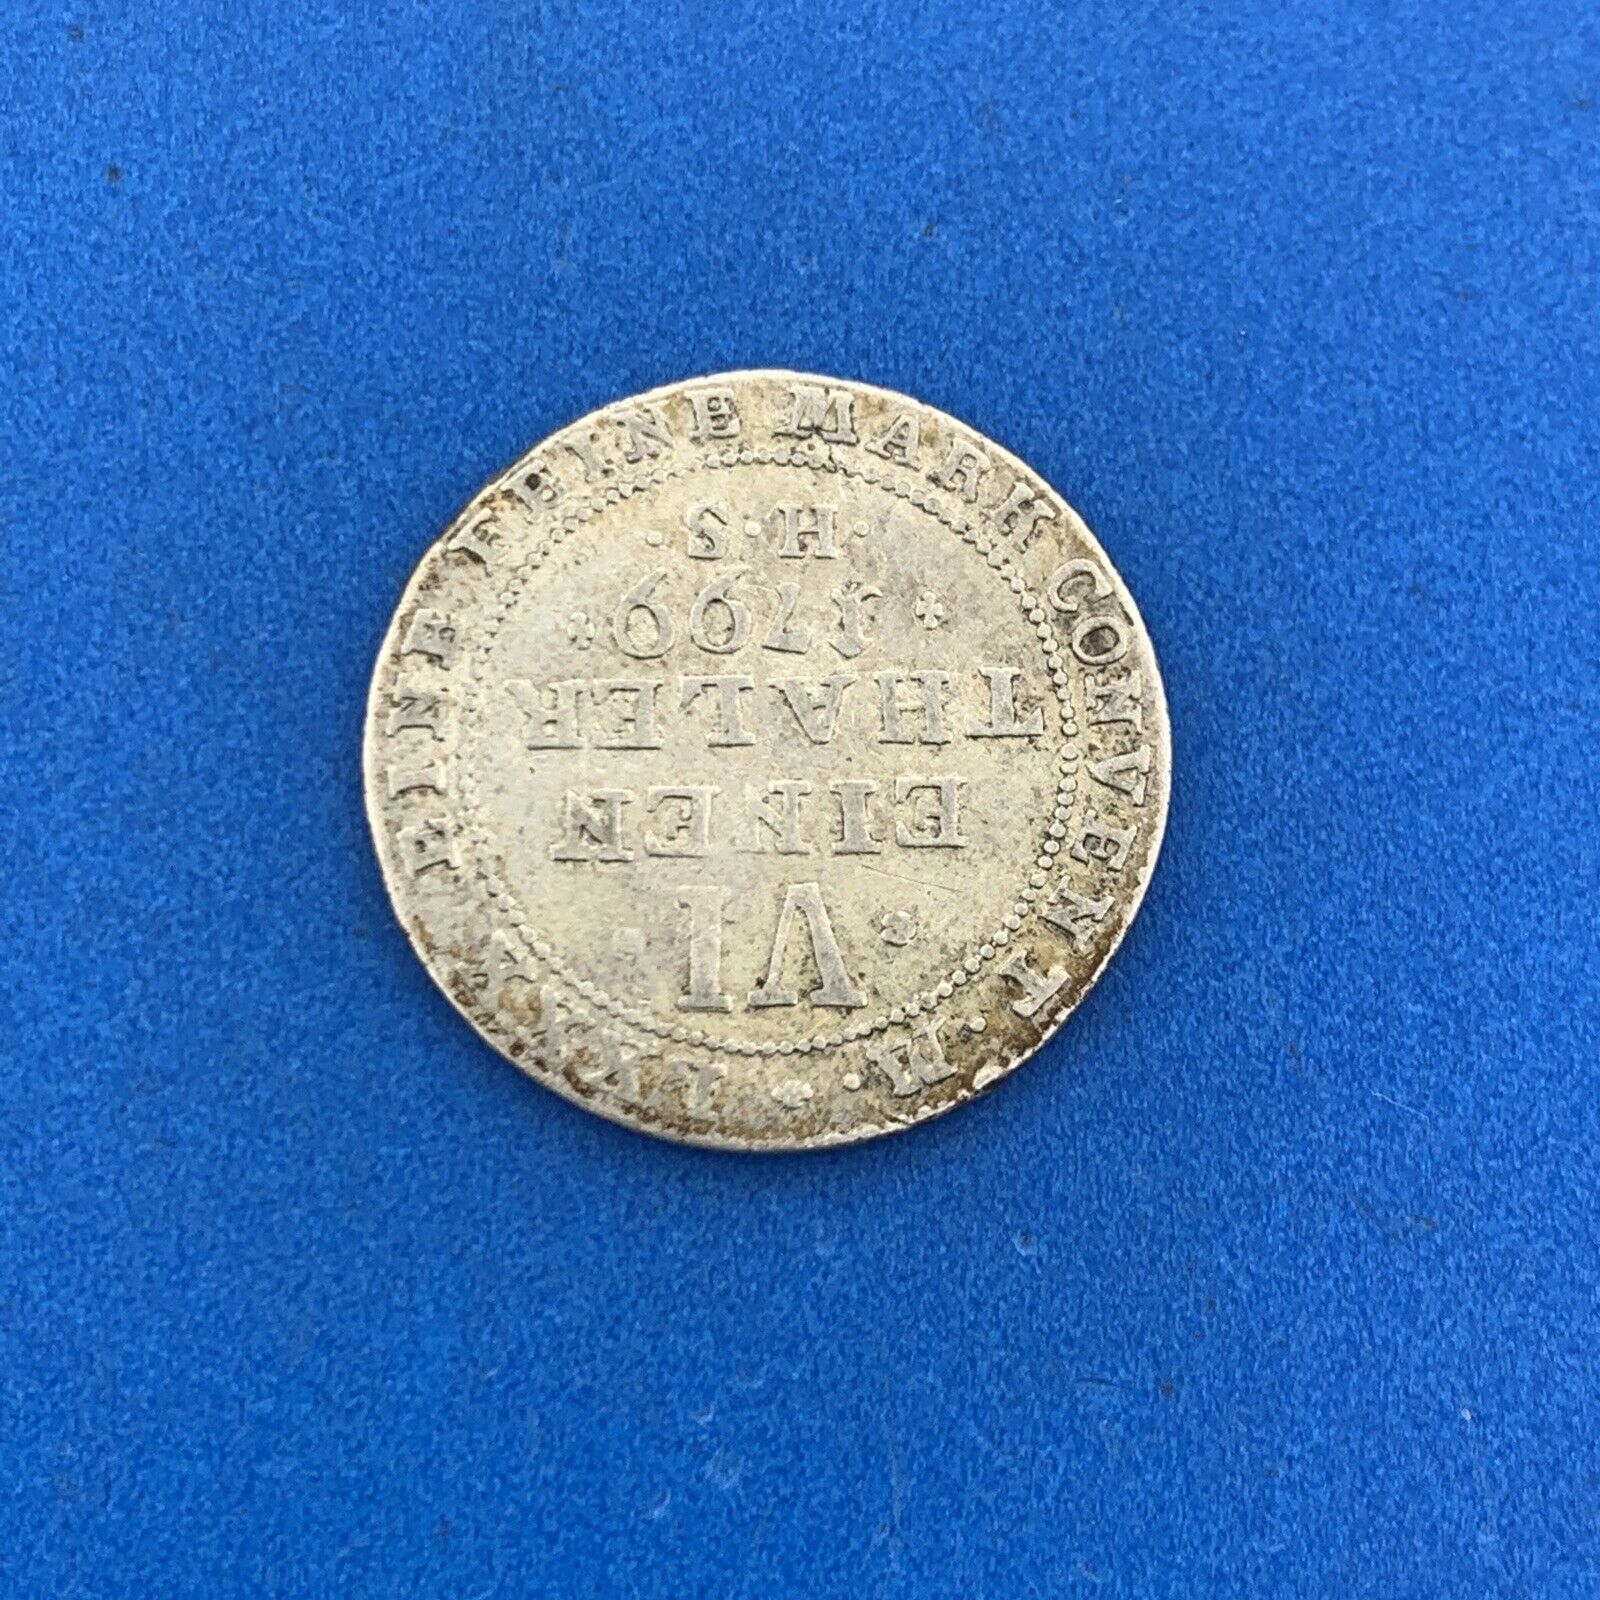 LXXX EINE FEINE MARK CONVENT·M·
·VI·
EINEN
THALER
1799
·H·S·